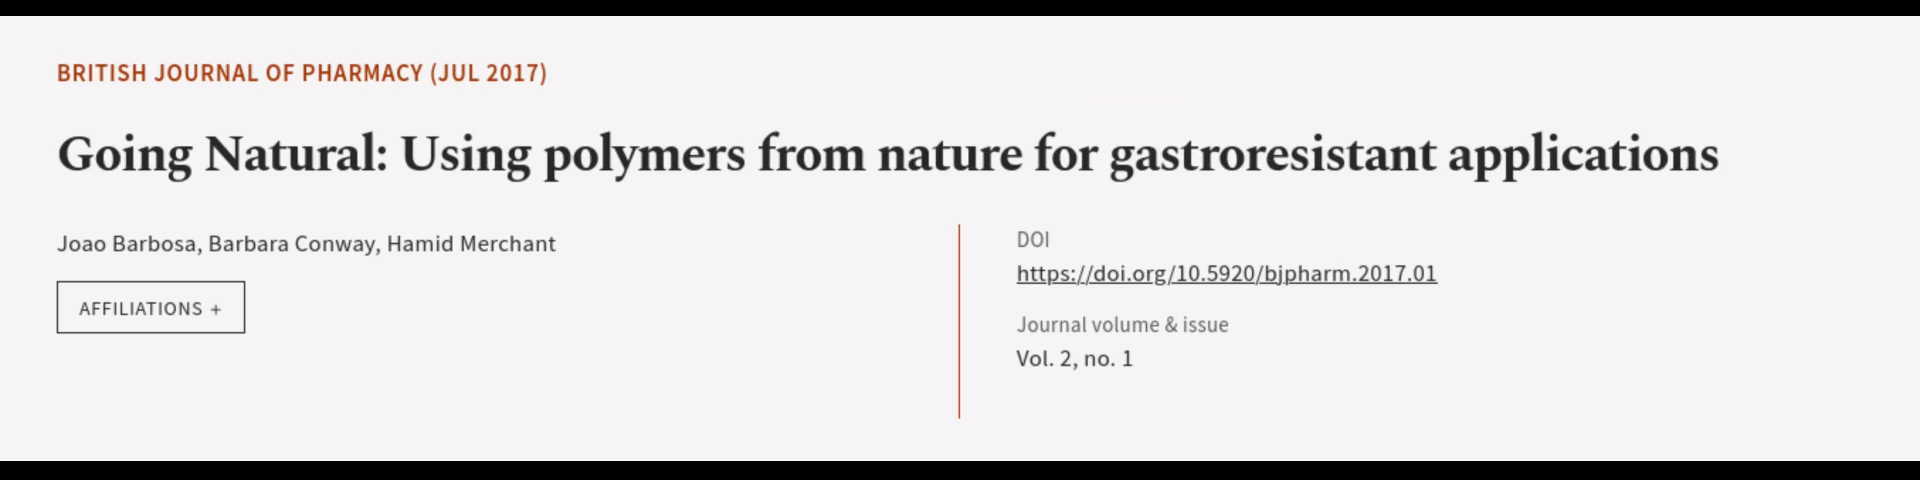 BRITISH JOURNAL OF PHARMACY (JUL 2017)
Going Natural: Using polymers from nature for gastroresistant applications
Joao Barbosa, Barbara Conway, Hamid Merchant
AFFILIATIONS +
DOI
https://doi.org/10.5920/bjpharm.2017.01
Journal volume & issue
Vol. 2, no. 1